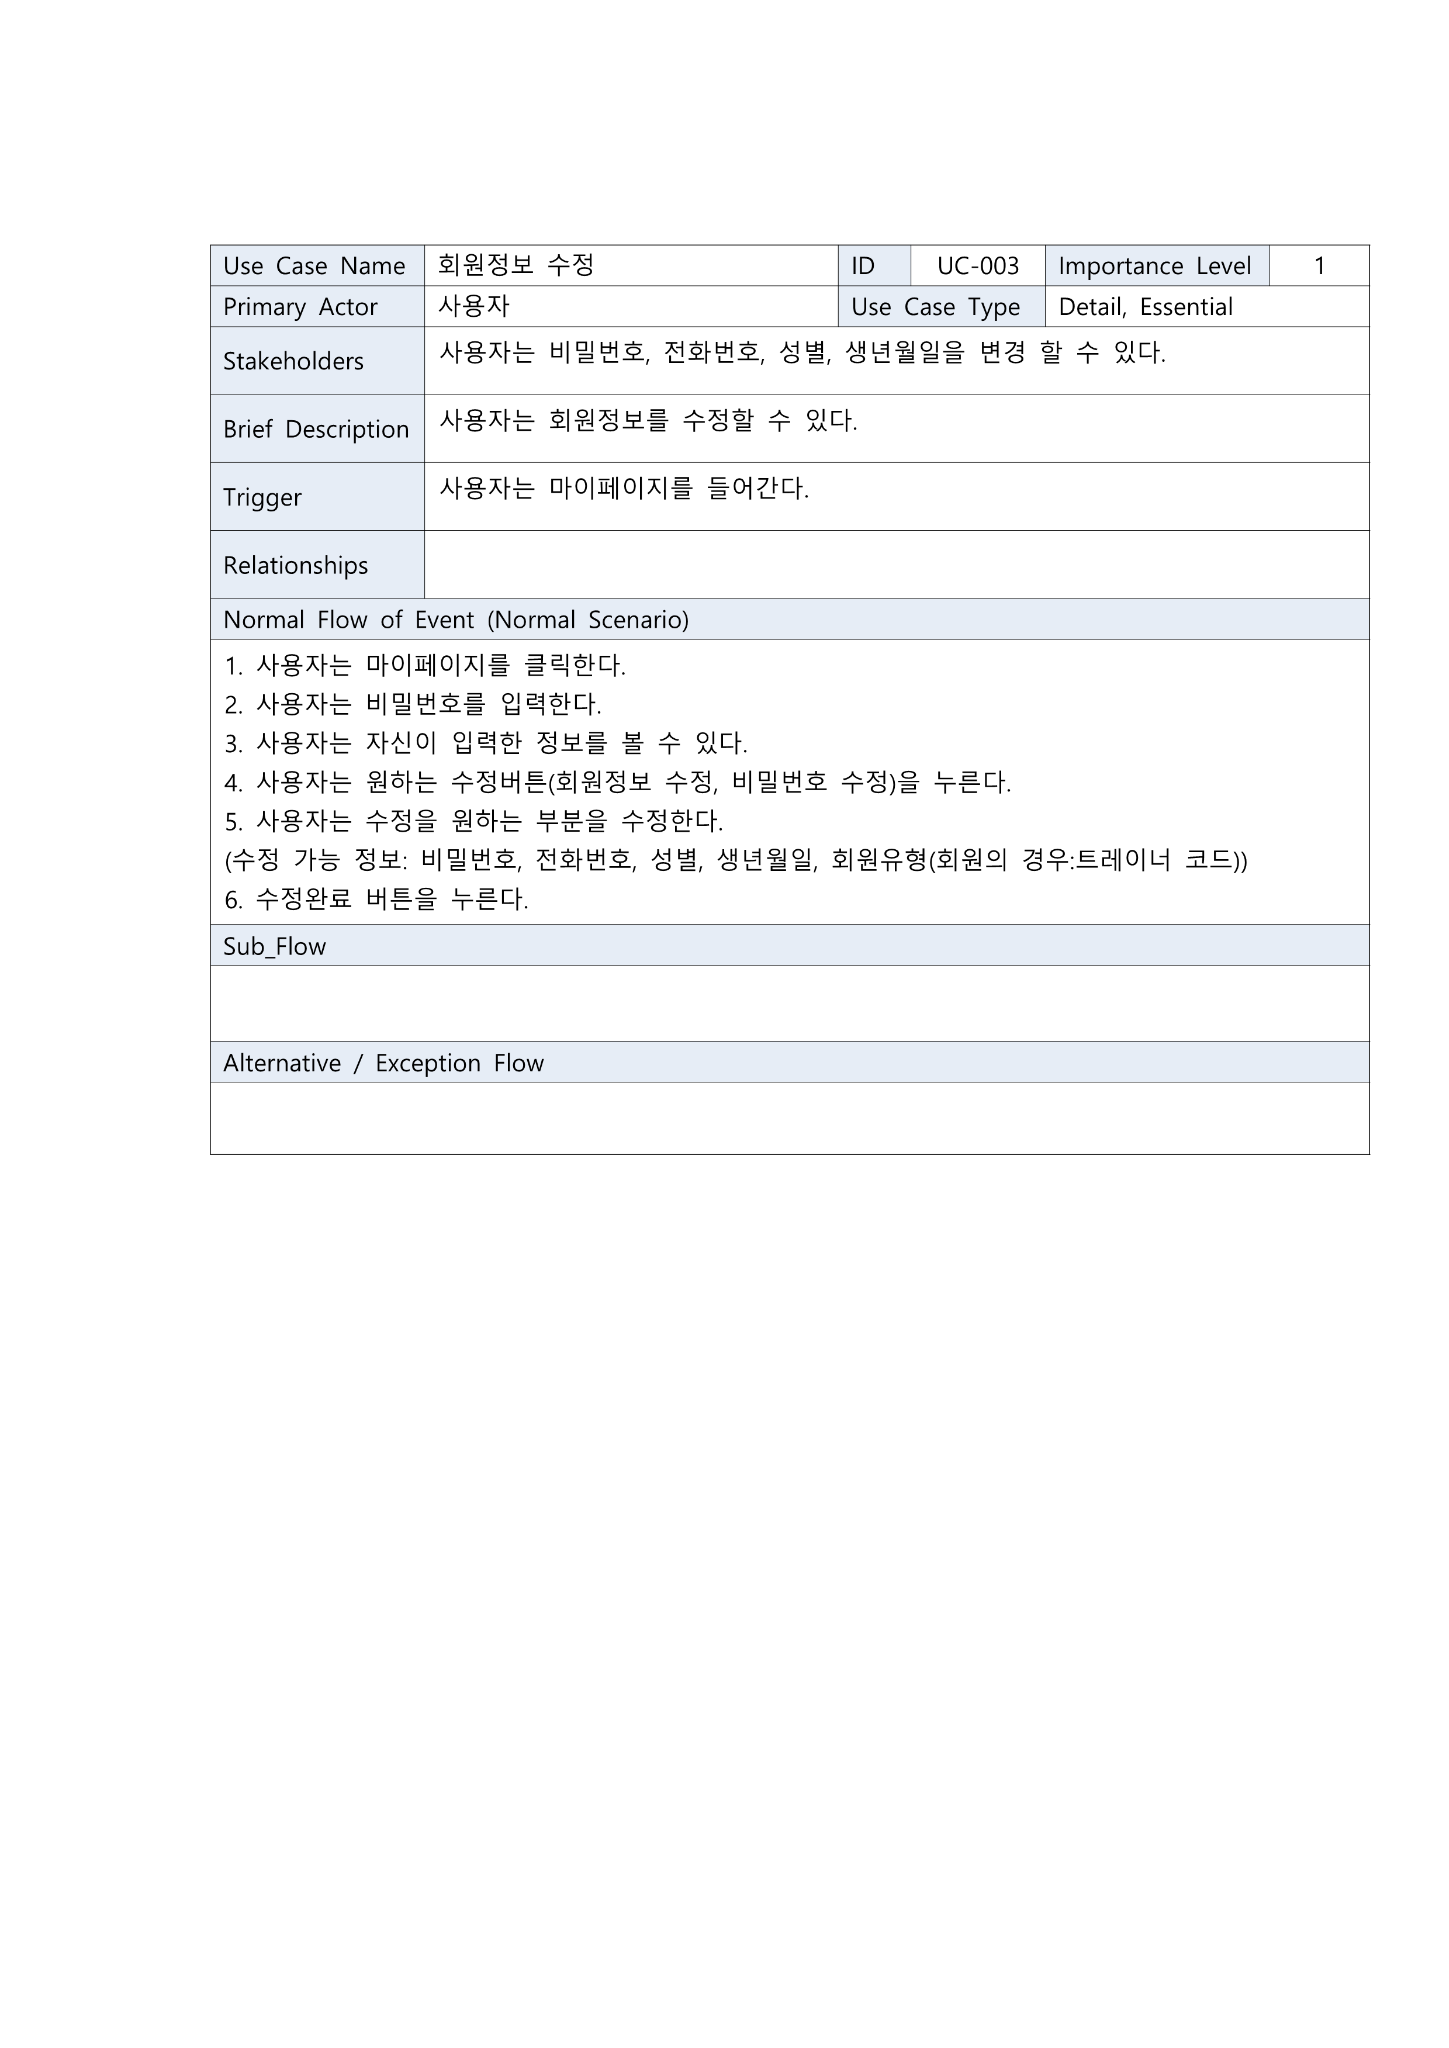 Use Case Name 회원정보 수정 ID UC-003 Importance Level 1
Primary Actor 사용자 Use Case Type Detail, Essential
Stakeholders 사용자는 비밀번호, 전화번호, 성별, 생년월일을 변경 할 수 있다.
Brief Description 사용자는 회원정보를 수정할 수 있다.
Trigger 사용자는 마이페이지를 들어간다.
Relationships
Normal Flow of Event (Normal Scenario)
1. 사용자는 마이페이지를 클릭한다.
2. 사용자는 비밀번호를 입력한다.
3. 사용자는 자신이 입력한 정보를 볼 수 있다.
4. 사용자는 원하는 수정버튼(회원정보 수정, 비밀번호 수정)을 누른다.
5. 사용자는 수정을 원하는 부분을 수정한다.
(수정 가능 정보: 비밀번호, 전화번호, 성별, 생년월일, 회원유형(회원의 경우:트레이너 코드))
6. 수정완료 버튼을 누른다.
Sub_Flow
Alternative / Exception Flow